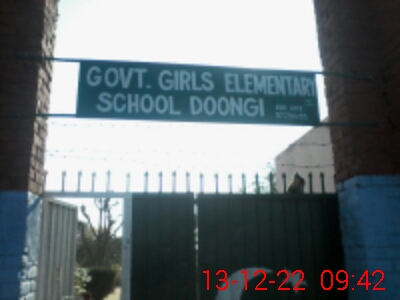 GOVT. GIRLS ELEMENTARY
SCHOOL DOONGI
13-12-22 09:42